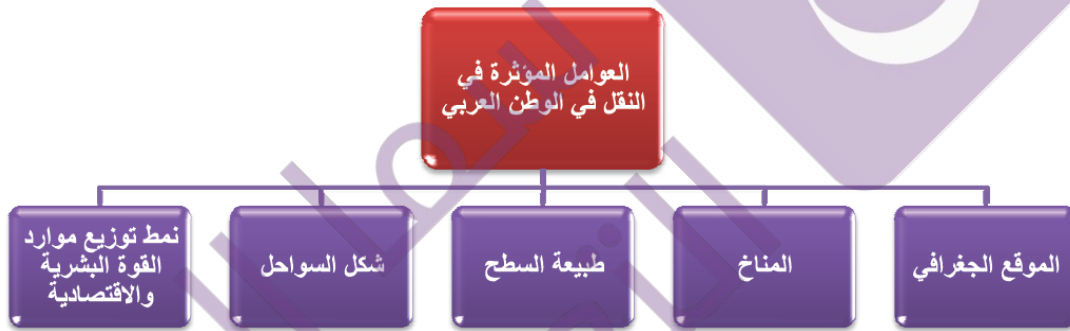 العوامل المؤثرة في
النقل في الوطن العربي
الموقع الجغرافي
المناخ
طبيعة السطح
شكل السواحل
نمط توزيع موارد
القوة البشرية
والاقتصادية